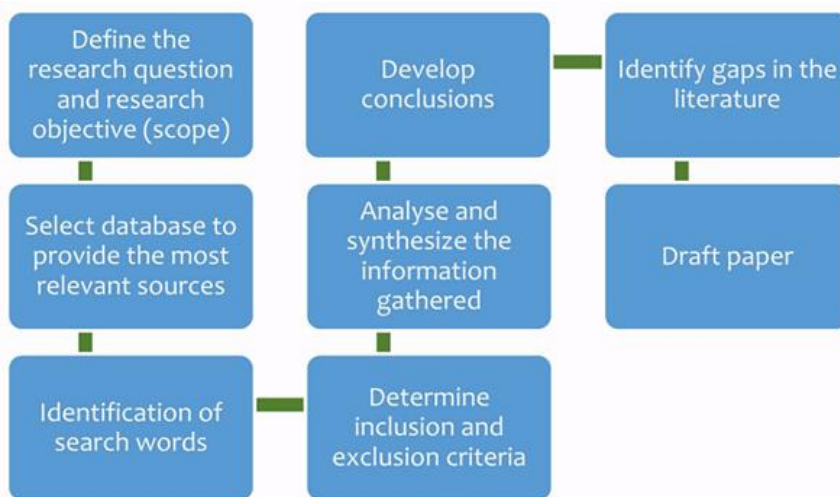 Define the
research question
and research
objective (scope)
Select database to
provide the most
relevant sources
Identification of
search words
Determine
inclusion and
exclusion criteria
Analyse and
synthesize the
information
gathered
Develop
conclusions
Identify gaps in the
literature
Draft paper